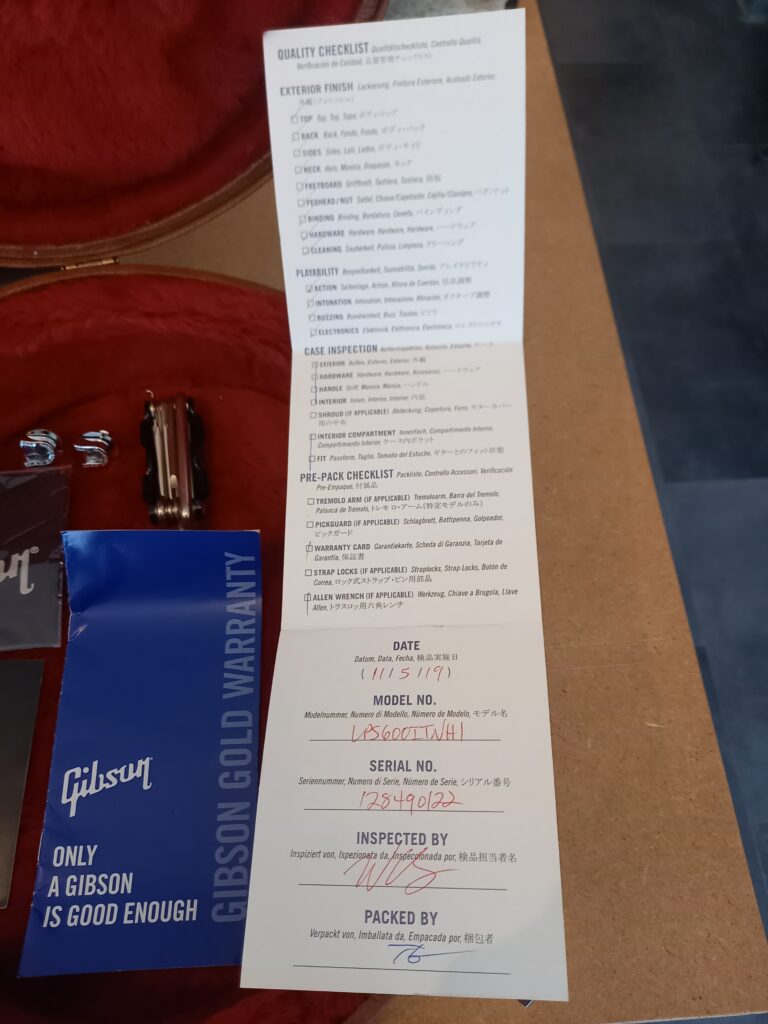 QUALITY CHECKLIST Qualitätscheckliste, Controllo Qualità,
Verificación de Calidad, 品質管理チェックリスト
EXTERIOR FINISH Lackierung, Finitura Exteriore, Acabado Exterior,
外観(フィニッシュ)
TOP Top, Top, Tapa, ボディ・トップ
BACK Back, Fondo, Fondo, ボディ・バック
SIDES Sides, Lati, Lados, ボディ・サイド
NECK Hals, Manico, Diapasón, ネック
FRETBOARD Griffbrett, Tastiera, Tastiera, 指板
PEGHEAD/NUT Sattel, Chiave/Capotasto, Cejilla/Clavijero, ペグ/ナット
BINDING Binding, Bordatura, Cenefa, バインディング
HARDWARE Hardware, Hardware, Hardware, ハードウェア
CLEANING Sauberkeit, Pulizia, Limpieza, クリーニング
PLAYABILITY Bespielbarkeit, Suonabilità, Sonido, プレイヤビリティ
ACTION Saitenlage, Action, Altura de Cuerdas, 弦高調整
INTONATION Intonation, Intonazione, Afinación, オクターブ調整
BUZZING Bundreinheit, Buzz, Trasteo, ビビリ
ELECTRONICS Elektronik, Elettronica, Electrónica, エレクトロニクス
CASE INSPECTION Estuche, ケース
EXTERIOR Außen, Esterno, Exterior, 外観
HARDWARE Hardware, Hardware, Accesorios, ハードウェア
HANDLE Griff, Manico, Manija, ハンドル
INTERIOR Innen, Interno, Interior, 内装
SHROUD (IF APPLICABLE) Abdeckung, Copertura, Forro, ギターカバー
用の中布
INTERIOR COMPARTMENT Innenfach, Compartimento Interno,
Compartimiento Interior, ケース内ポケット
FIT Passform, Taglio, Tamaño del Estuche, ギターとのフィット状態
PRE-PACK CHECKLIST Packliste, Controllo Accessori, Verificación
Pre-Empaque, 付属品
TREMOLO ARM (IF APPLICABLE) Tremoloarm, Barra del Tremolo,
Palanca de Trémolo, トレモロ・アーム(特定モデルのみ)
PICKGUARD (IF APPLICABLE) Schlagbrett, Battipenna, Golpeador,
ピックガード
WARRANTY CARD Garantiekarte, Scheda di Garanzia, Tarjeta de
Garantía, 保証書
STRAP LOCKS (IF APPLICABLE) Straplocks, Strap Locks, Botón de
Correa, ロック式ストラップ・ピン用部品
ALLEN WRENCH (IF APPLICABLE) Werkzeug, Chiave a Brugola, Llave
Allen, トラスロッ用六角レンチ
DATE
Datum, Data, Fecha, 検品実施日
(11/5/19)
MODEL NO.
Modelnummer, Numero di Modello, Número de Modelo, モデル名
LPS600ITNH1
SERIAL NO.
Seriennummer, Numero di Serie, Número de Serie, シリアル番号
128490122
INSPECTED BY
Inspiziert von, Ispezionata da, Inspeccionada por, 検品担当者名
PACKED BY
Verpackt von, Imballata da, Empacada por, 梱包者
Gibson
ONLY
A GIBSON
IS GOOD ENOUGH
GIBSON GOLD WARRANTY